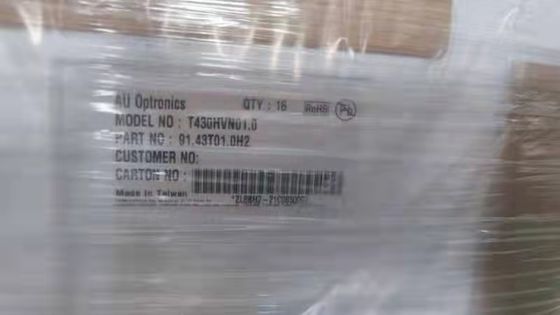 AU Optronics QTY : 16 RoHS Pb
MODEL NO : T430HVN01.0
PART NO : 91.43T01.0H2
CUSTOMER NO:
CARTON NO :
Made In Taiwan